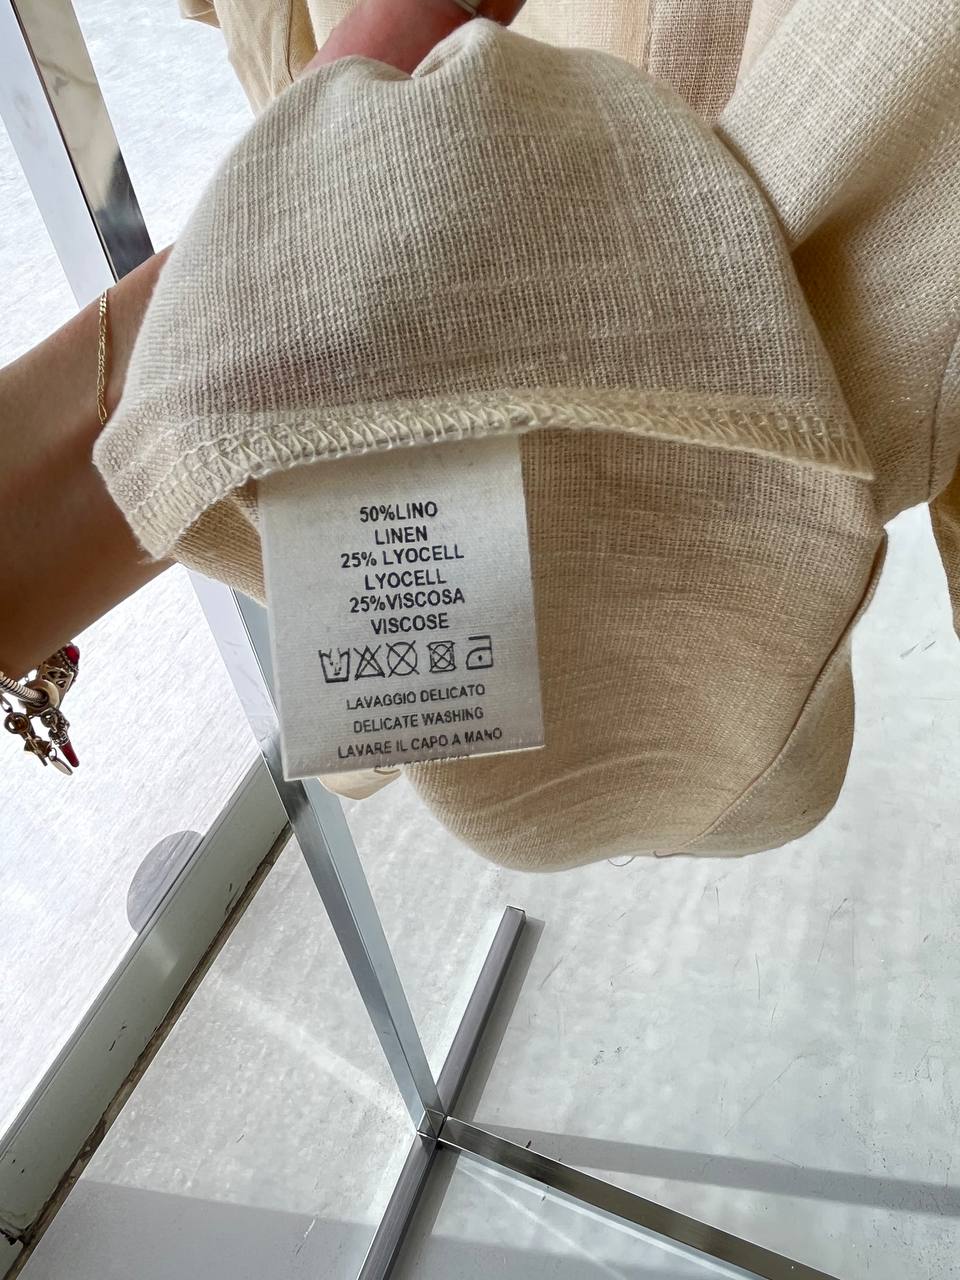 50%LINO
LINEN
25% LYOCELL
LYOCELL
25%VISCOSA
VISCOSE
LAVAGGIO DELICATO
DELICATE WASHING
LAVARE IL CAPO A MANO